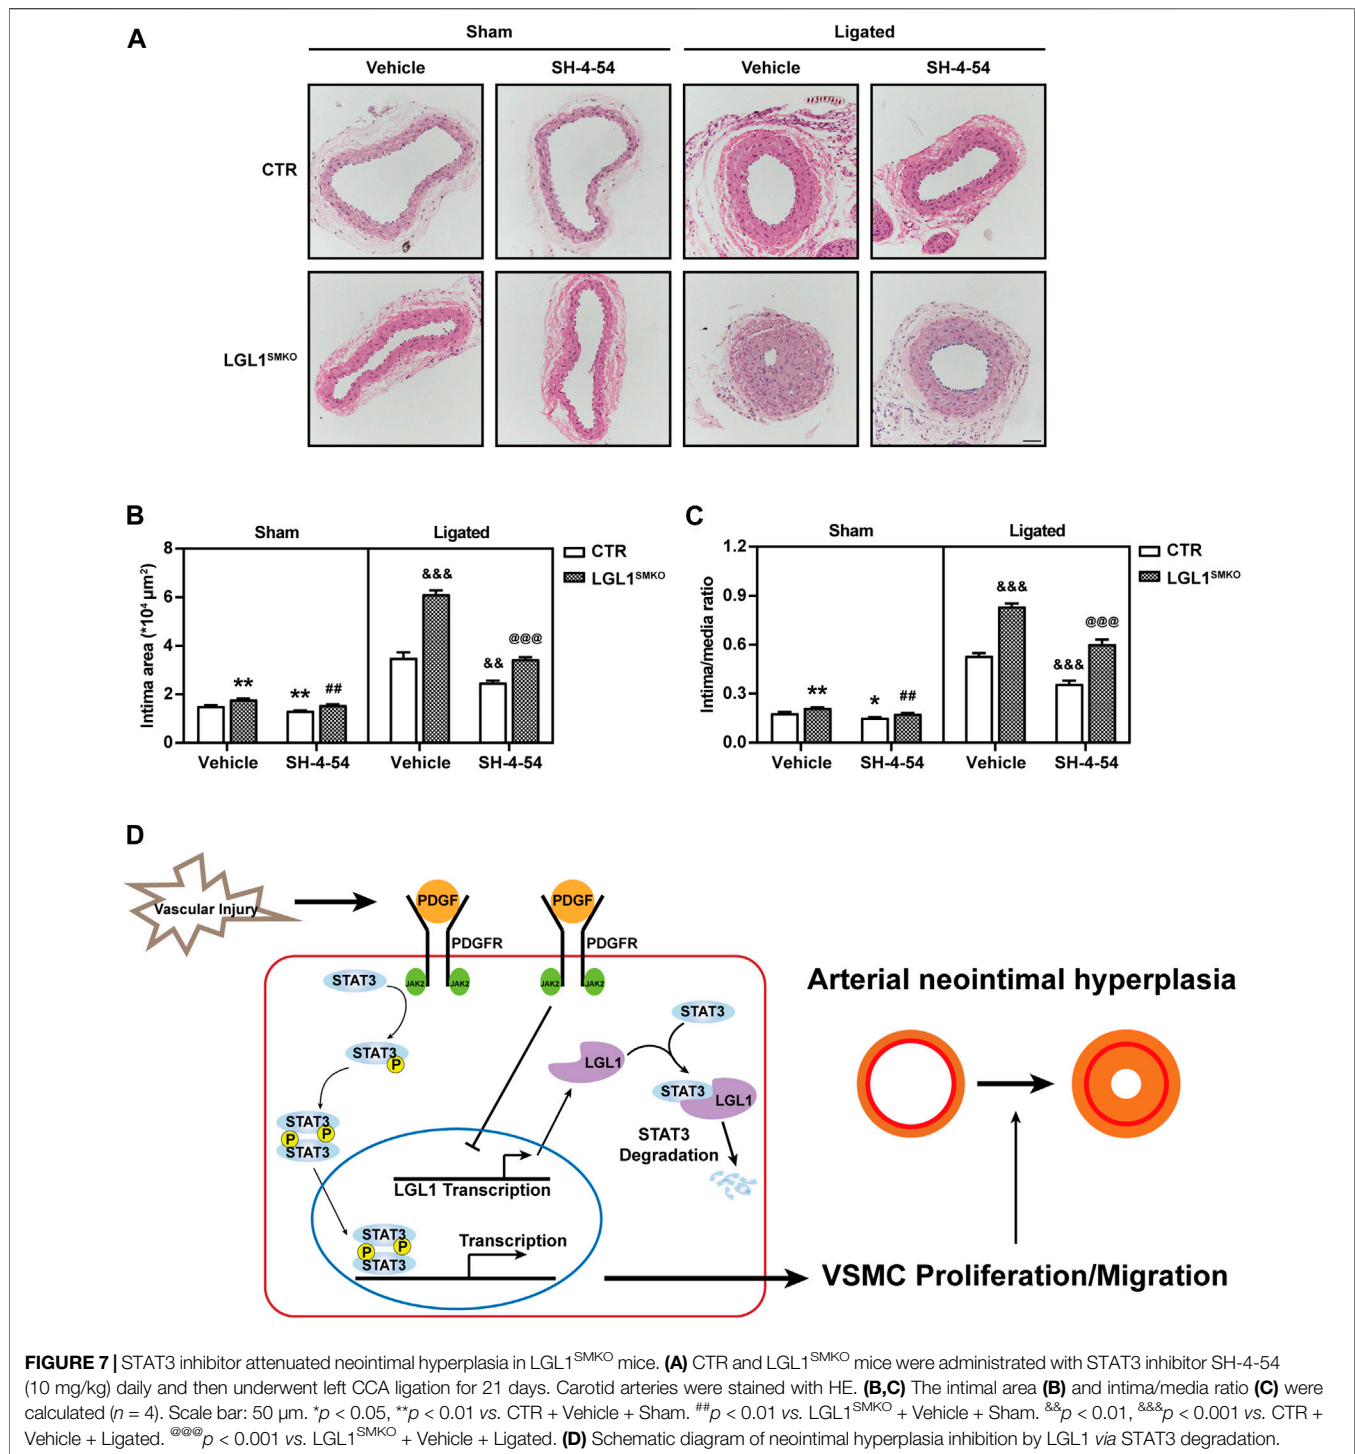 A
Sham
Ligated
Vehicle
SH-4-54
Vehicle
SH-4-54
CTR
LGL1SMKO
B
Sham
Ligated
CTR
LGL1SMKO
Intima area (*10⁴ µm²)
8
6
4
2
0
**
**
##
&&&
&&
@@@
Vehicle
SH-4-54
Vehicle
SH-4-54
C
Sham
Ligated
CTR
LGL1SMKO
Intima/media ratio
1.2
0.9
0.6
0.3
0.0
**
*
##
&&&
&&&
@@@
Vehicle
SH-4-54
Vehicle
SH-4-54
D
Vascular Injury
PDGF
PDGF
PDGFR
PDGFR
JAK2
JAK2
JAK2
JAK2
STAT3
STAT3
P
STAT3
P
P
STAT3
STAT3
P
P
STAT3
Transcription
LGL1 Transcription
LGL1
STAT3
STAT3
LGL1
STAT3
Degradation
Arterial neointimal hyperplasia
VSMC Proliferation/Migration
FIGURE 7 | STAT3 inhibitor attenuated neointimal hyperplasia in LGL1SMKO mice. (A) CTR and LGL1SMKO mice were administrated with STAT3 inhibitor SH-4-54
(10 mg/kg) daily and then underwent left CCA ligation for 21 days. Carotid arteries were stained with HE. (B,C) The intimal area (B) and intima/media ratio (C) were
calculated (n = 4). Scale bar: 50 µm. *p < 0.05, **p < 0.01 vs. CTR + Vehicle + Sham. ##p < 0.01 vs. LGL1SMKO + Vehicle + Sham. &&p < 0.01, &&&p < 0.001 vs. CTR +
Vehicle + Ligated. @@@p < 0.001 vs. LGL1SMKO + Vehicle + Ligated. (D) Schematic diagram of neointimal hyperplasia inhibition by LGL1 via STAT3 degradation.